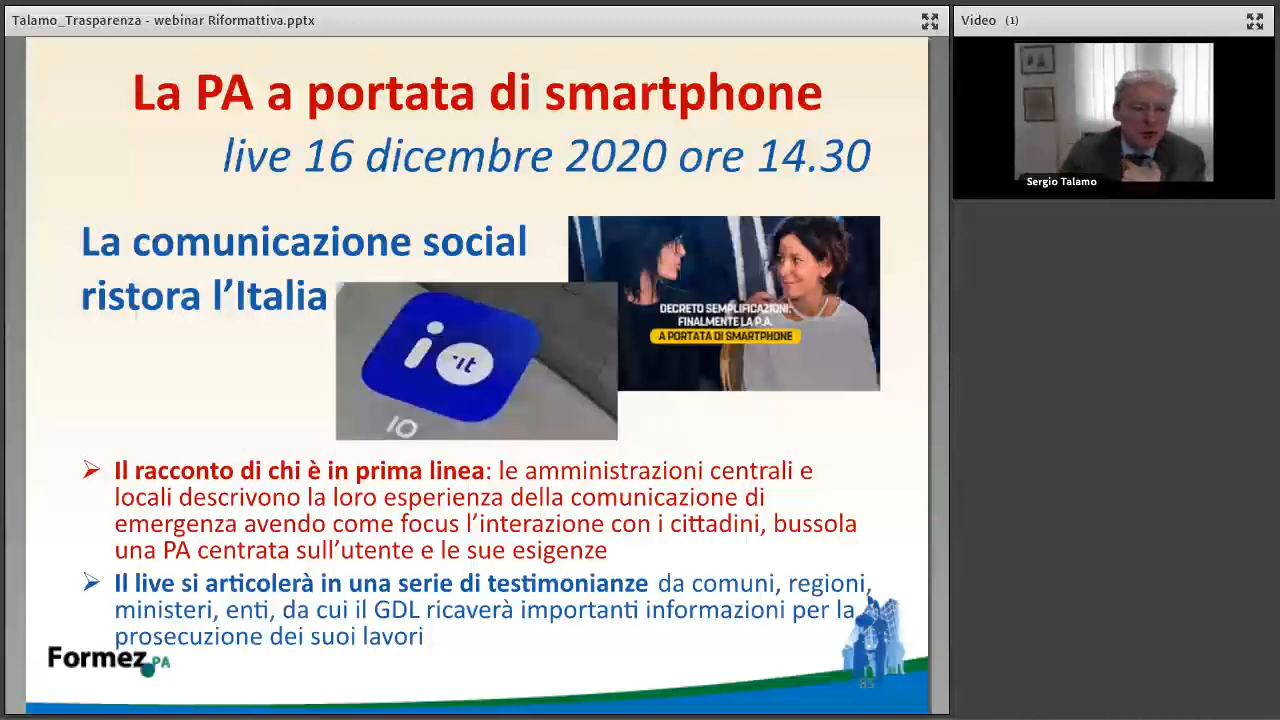 Talamo_Trasparenza - webinar Riformattiva.pptx
Video (1)
Sergio Talamo
La PA a portata di smartphone
live 16 dicembre 2020 ore 14.30
La comunicazione social
ristora l’Italia
DECRETO SEMPLIFICAZIONI:
FINALMENTE LA P.A.
A PORTATA DI SMARTPHONE
io
it
IO
Il racconto di chi è in prima linea: le amministrazioni centrali e
locali descrivono la loro esperienza della comunicazione di
emergenza avendo come focus l’interazione con i cittadini, bussola
una PA centrata sull’utente e le sue esigenze
Il live si articolerà in una serie di testimonianze da comuni, regioni,
ministeri, enti, da cui il GDL ricaverà importanti informazioni per la
prosecuzione dei suoi lavori
Formez PA